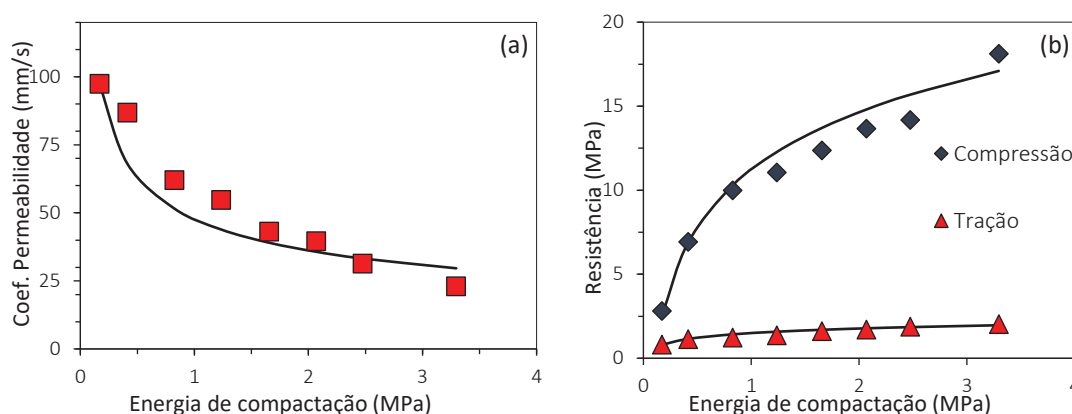 (a)
Coef. Permeabilidade (mm/s)
100
75
50
25
0
0 1 2 3 4
Energia de compactação (MPa)
(b)
Resistência (MPa)
20
15
10
5
0
Compressão
Tração
0 1 2 3 4
Energia de compactação (MPa)